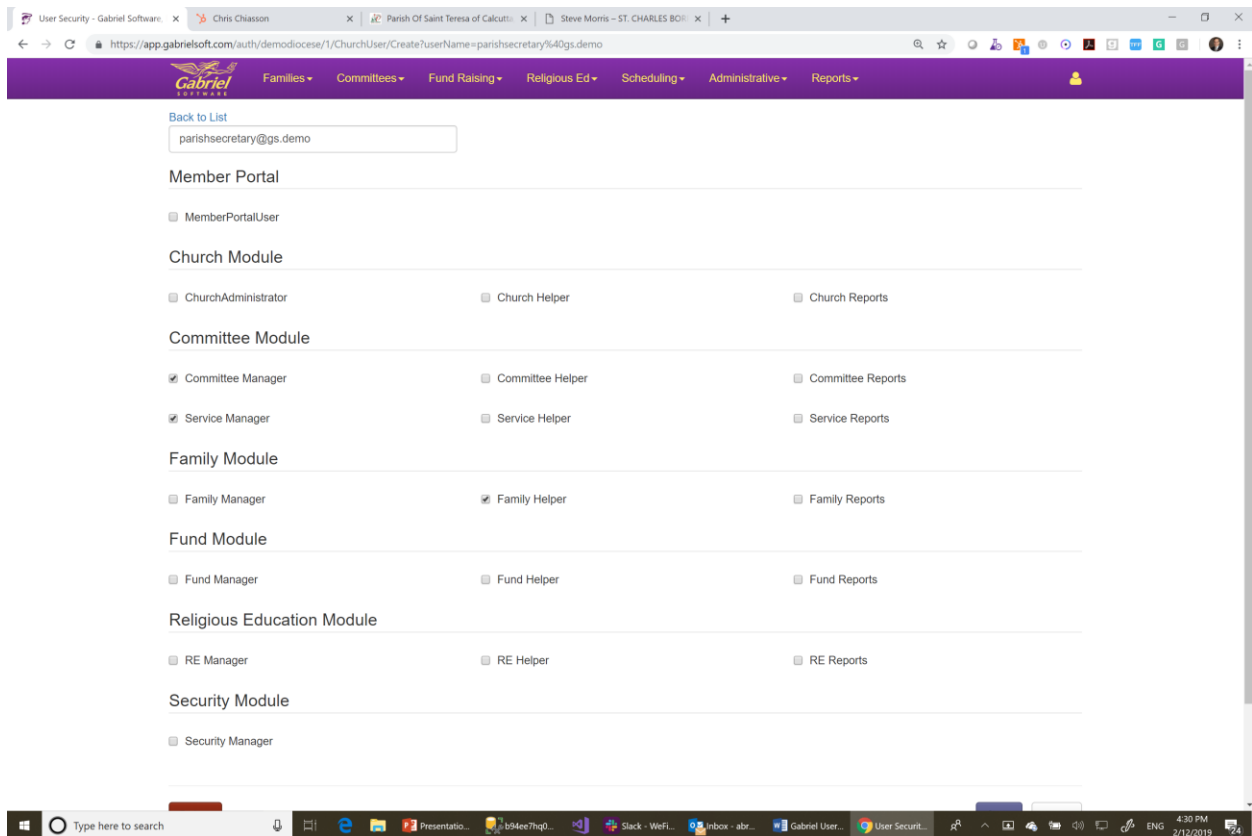 User Security - Gabriel Software,
Chris Chiasson
Parish Of Saint Teresa of Calcutta
Steve Morris – ST. CHARLES BOR
https://app.gabrielsoft.com/auth/demodiocese/1/ChurchUser/Create?userName=parishsecretary%40gs.demo
Gabriel
SOFTWARE
Families
Committees
Fund Raising
Religious Ed
Scheduling
Administrative
Reports
Back to List
parishsecretary@gs.demo
Member Portal
MemberPortalUser
Church Module
ChurchAdministrator Church Helper Church Reports
Committee Module
Committee Manager Committee Helper Committee Reports
Service Manager Service Helper Service Reports
Family Module
Family Manager Family Helper Family Reports
Fund Module
Fund Manager Fund Helper Fund Reports
Religious Education Module
RE Manager RE Helper RE Reports
Security Module
Security Manager
Type here to search
Presentatio...
b94ee7hq0...
Slack - WeFi...
Inbox - abr...
Gabriel User...
User Securit...
ENG
4:30 PM
2/12/2019